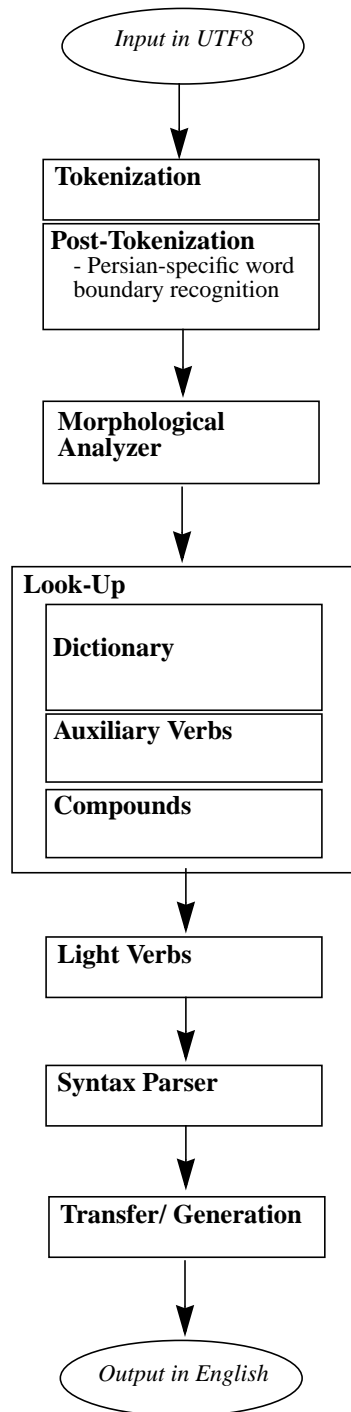 Input in UTF8
Tokenization
Post-Tokenization
- Persian-specific word
boundary recognition
Morphological
Analyzer
Look-Up
Dictionary
Auxiliary Verbs
Compounds
Light Verbs
Syntax Parser
Transfer/ Generation
Output in English